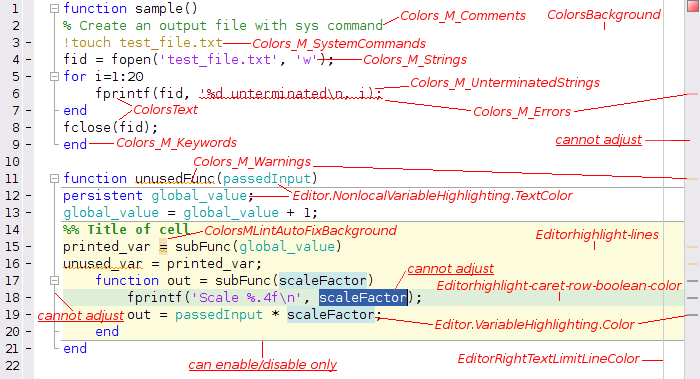 1 function sample() ColorsBackground
2 % Create an output file with sys command Colors_M_Comments
3 - !touch test_file.txt Colors_M_SystemCommands
4 - fid = fopen('test_file.txt', 'w'); Colors_M_Strings
5 - for i=1:20 Colors_M_UnterminatedStrings
6 - fprintf(fid, '%d unterminated\n, i);
7 - end ColorsText Colors_M_Errors
8 - fclose(fid);
9 - end Colors_M_Keywords cannot adjust
10 Colors_M_Warnings
11 function unusedFunc(passedInput)
12 - persistent global_value; Editor.NonlocalVariableHighlighting.TextColor
13 - global_value = global_value + 1;
14 %% Title of cell ColorsMLintAutoFixBackground Editorhighlight-lines
15 - printed_var = subFunc(global_value)
16 - unused_var = printed_var; cannot adjust
17 function out = subFunc(scaleFactor) Editorhighlight-caret-row-boolean-color
18 - fprintf('Scale %.4f\n', scaleFactor);
19 - cannot adjust out = passedInput * scaleFactor; Editor.VariableHighlighting.Color
20 - end
21 - end can enable/disable only EditorRightTextLimitLineColor
22